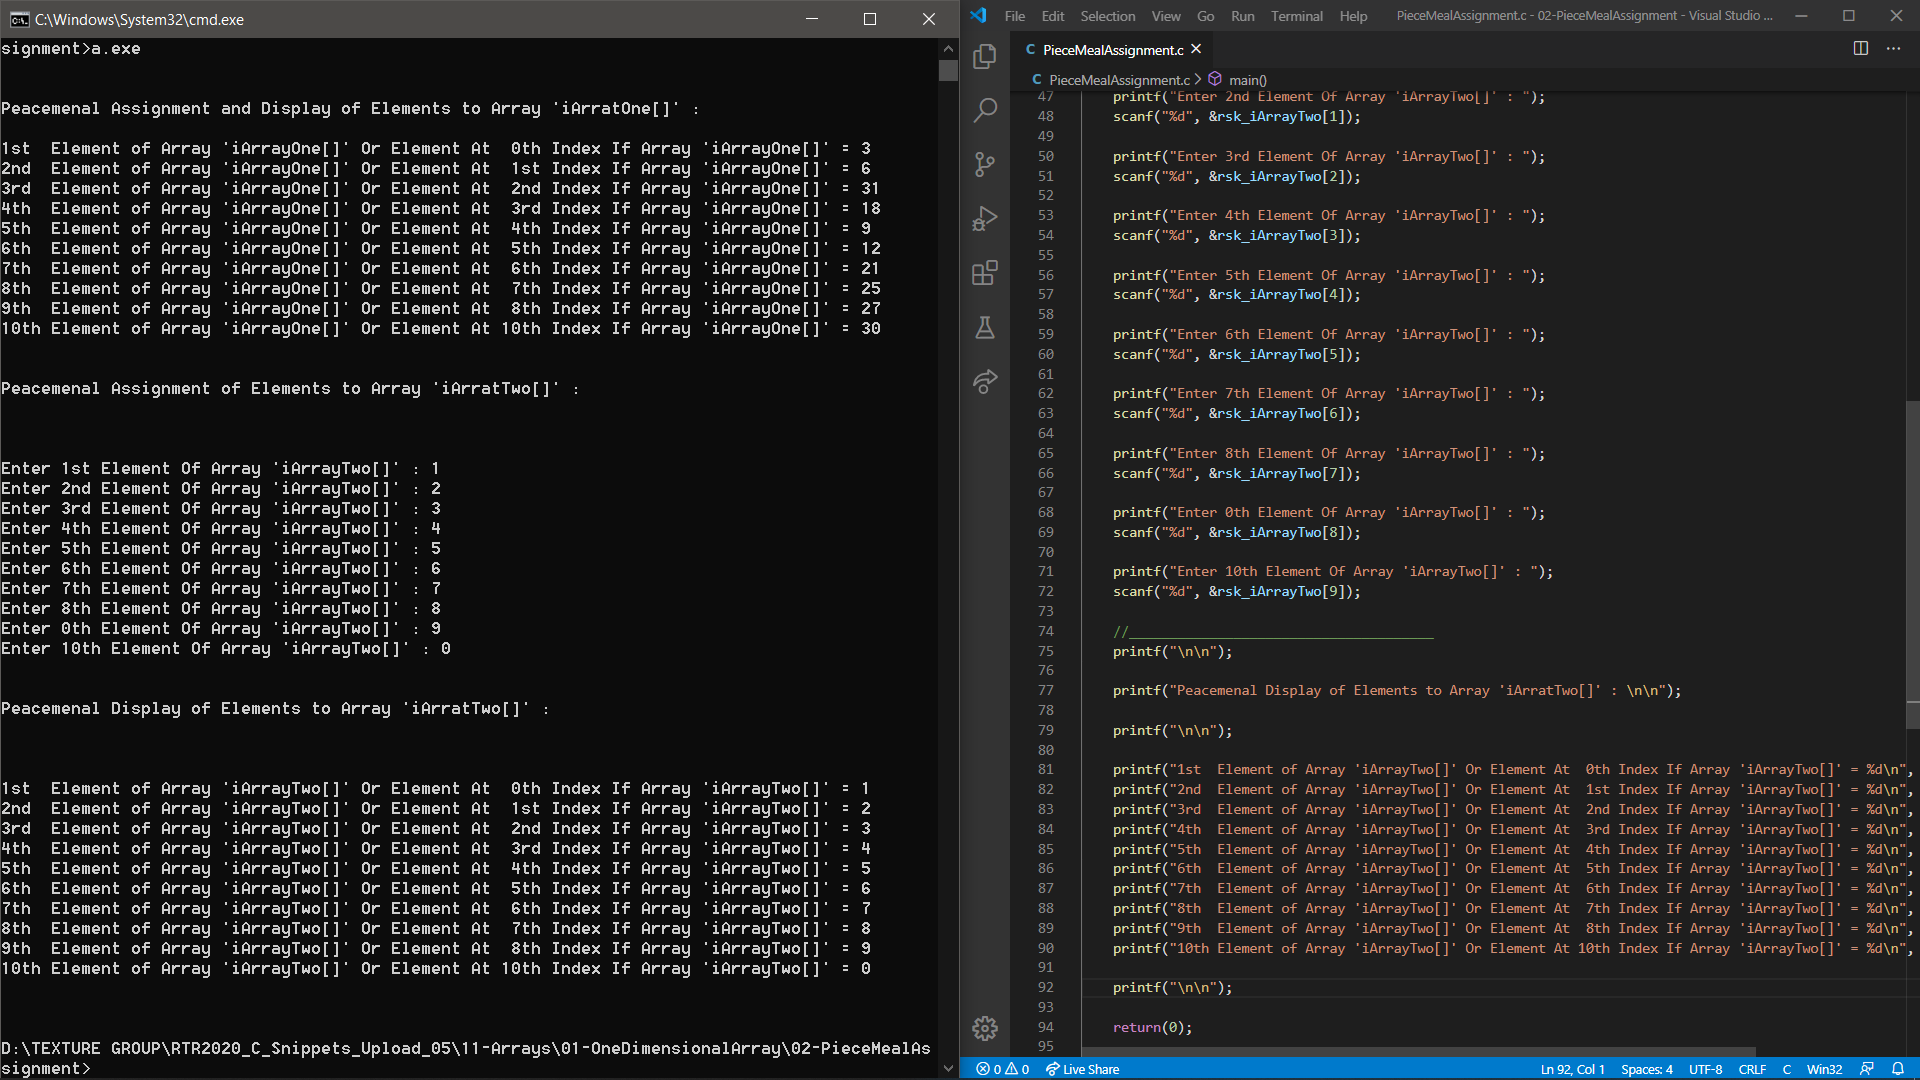 C:\Windows\System32\cmd.exe
signment>a.exe
Peacemenal Assignment and Display of Elements to Array 'iArratOne[]' :
1st  Element of Array 'iArrayOne[]' Or Element At  0th Index If Array 'iArrayOne[]' = 3
2nd  Element of Array 'iArrayOne[]' Or Element At  1st Index If Array 'iArrayOne[]' = 6
3rd  Element of Array 'iArrayOne[]' Or Element At  2nd Index If Array 'iArrayOne[]' = 31
4th  Element of Array 'iArrayOne[]' Or Element At  3rd Index If Array 'iArrayOne[]' = 18
5th  Element of Array 'iArrayOne[]' Or Element At  4th Index If Array 'iArrayOne[]' = 9
6th  Element of Array 'iArrayOne[]' Or Element At  5th Index If Array 'iArrayOne[]' = 12
7th  Element of Array 'iArrayOne[]' Or Element At  6th Index If Array 'iArrayOne[]' = 21
8th  Element of Array 'iArrayOne[]' Or Element At  7th Index If Array 'iArrayOne[]' = 25
9th  Element of Array 'iArrayOne[]' Or Element At  8th Index If Array 'iArrayOne[]' = 27
10th Element of Array 'iArrayOne[]' Or Element At 10th Index If Array 'iArrayOne[]' = 30
Peacemenal Assignment of Elements to Array 'iArratTwo[]' :
Enter 1st Element Of Array 'iArrayTwo[]' : 1
Enter 2nd Element Of Array 'iArrayTwo[]' : 2
Enter 3rd Element Of Array 'iArrayTwo[]' : 3
Enter 4th Element Of Array 'iArrayTwo[]' : 4
Enter 5th Element Of Array 'iArrayTwo[]' : 5
Enter 6th Element Of Array 'iArrayTwo[]' : 6
Enter 7th Element Of Array 'iArrayTwo[]' : 7
Enter 8th Element Of Array 'iArrayTwo[]' : 8
Enter 0th Element Of Array 'iArrayTwo[]' : 9
Enter 10th Element Of Array 'iArrayTwo[]' : 0
Peacemenal Display of Elements to Array 'iArratTwo[]' :
1st  Element of Array 'iArrayTwo[]' Or Element At  0th Index If Array 'iArrayTwo[]' = 1
2nd  Element of Array 'iArrayTwo[]' Or Element At  1st Index If Array 'iArrayTwo[]' = 2
3rd  Element of Array 'iArrayTwo[]' Or Element At  2nd Index If Array 'iArrayTwo[]' = 3
4th  Element of Array 'iArrayTwo[]' Or Element At  3rd Index If Array 'iArrayTwo[]' = 4
5th  Element of Array 'iArrayTwo[]' Or Element At  4th Index If Array 'iArrayTwo[]' = 5
6th  Element of Array 'iArrayTwo[]' Or Element At  5th Index If Array 'iArrayTwo[]' = 6
7th  Element of Array 'iArrayTwo[]' Or Element At  6th Index If Array 'iArrayTwo[]' = 7
8th  Element of Array 'iArrayTwo[]' Or Element At  7th Index If Array 'iArrayTwo[]' = 8
9th  Element of Array 'iArrayTwo[]' Or Element At  8th Index If Array 'iArrayTwo[]' = 9
10th Element of Array 'iArrayTwo[]' Or Element At 10th Index If Array 'iArrayTwo[]' = 0
D:\TEXTURE GROUP\RTR2020_C_Snippets_Upload_05\11-Arrays\01-OneDimensionalArray\02-PieceMealAs
signment>
File Edit Selection View Go Run Terminal Help PieceMealAssignment.c - 02-PieceMealAssignment - Visual Studio ...
C PieceMealAssignment.c
C PieceMealAssignment.c > main()
47 printf("Enter 2nd Element Of Array 'iArrayTwo[]' : ");
48 scanf("%d", &rsk_iArrayTwo[1]);
49
50 printf("Enter 3rd Element Of Array 'iArrayTwo[]' : ");
51 scanf("%d", &rsk_iArrayTwo[2]);
52
53 printf("Enter 4th Element Of Array 'iArrayTwo[]' : ");
54 scanf("%d", &rsk_iArrayTwo[3]);
55
56 printf("Enter 5th Element Of Array 'iArrayTwo[]' : ");
57 scanf("%d", &rsk_iArrayTwo[4]);
58
59 printf("Enter 6th Element Of Array 'iArrayTwo[]' : ");
60 scanf("%d", &rsk_iArrayTwo[5]);
61
62 printf("Enter 7th Element Of Array 'iArrayTwo[]' : ");
63 scanf("%d", &rsk_iArrayTwo[6]);
64
65 printf("Enter 8th Element Of Array 'iArrayTwo[]' : ");
66 scanf("%d", &rsk_iArrayTwo[7]);
67
68 printf("Enter 0th Element Of Array 'iArrayTwo[]' : ");
69 scanf("%d", &rsk_iArrayTwo[8]);
70
71 printf("Enter 10th Element Of Array 'iArrayTwo[]' : ");
72 scanf("%d", &rsk_iArrayTwo[9]);
73
74 //______________________________________
75 printf("\n\n");
76
77 printf("Peacemenal Display of Elements to Array 'iArratTwo[]' : \n\n");
78
79 printf("\n\n");
80
81 printf("1st  Element of Array 'iArrayTwo[]' Or Element At  0th Index If Array 'iArrayTwo[]' = %d\n",
82 printf("2nd  Element of Array 'iArrayTwo[]' Or Element At  1st Index If Array 'iArrayTwo[]' = %d\n",
83 printf("3rd  Element of Array 'iArrayTwo[]' Or Element At  2nd Index If Array 'iArrayTwo[]' = %d\n",
84 printf("4th  Element of Array 'iArrayTwo[]' Or Element At  3rd Index If Array 'iArrayTwo[]' = %d\n",
85 printf("5th  Element of Array 'iArrayTwo[]' Or Element At  4th Index If Array 'iArrayTwo[]' = %d\n",
86 printf("6th  Element of Array 'iArrayTwo[]' Or Element At  5th Index If Array 'iArrayTwo[]' = %d\n",
87 printf("7th  Element of Array 'iArrayTwo[]' Or Element At  6th Index If Array 'iArrayTwo[]' = %d\n",
88 printf("8th  Element of Array 'iArrayTwo[]' Or Element At  7th Index If Array 'iArrayTwo[]' = %d\n",
89 printf("9th  Element of Array 'iArrayTwo[]' Or Element At  8th Index If Array 'iArrayTwo[]' = %d\n",
90 printf("10th Element of Array 'iArrayTwo[]' Or Element At 10th Index If Array 'iArrayTwo[]' = %d\n",
91
92 printf("\n\n");
93
94 return(0);
95
0 0 Live Share Ln 92, Col 1 Spaces: 4 UTF-8 CRLF C Win32